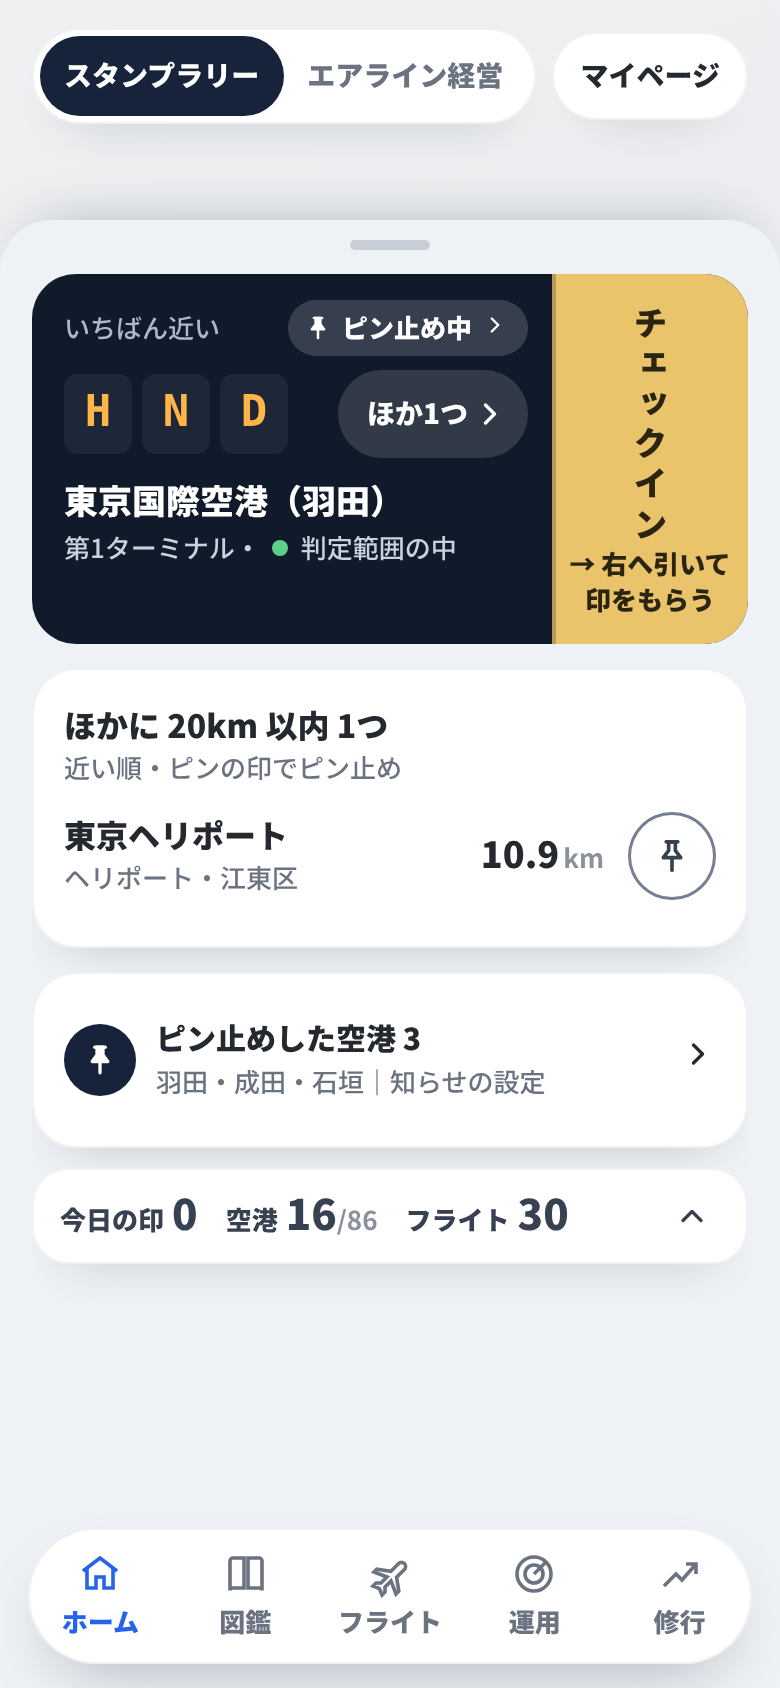 スタンプラリー エアライン経営 マイページ
いちばん近い ピン止め中
H N D ほか1つ
東京国際空港（羽田）
第1ターミナル・ 判定範囲の中
チェックイン
→ 右へ引いて
印をもらう
ほかに 20km 以内 1つ
近い順・ピンの印でピン止め
東京ヘリポート
ヘリポート・江東区
10.9 km
ピン止めした空港 3
羽田・成田・石垣｜知らせの設定
今日の印 0 空港 16/86 フライト 30
ホーム 図鑑 フライト 運用 修行